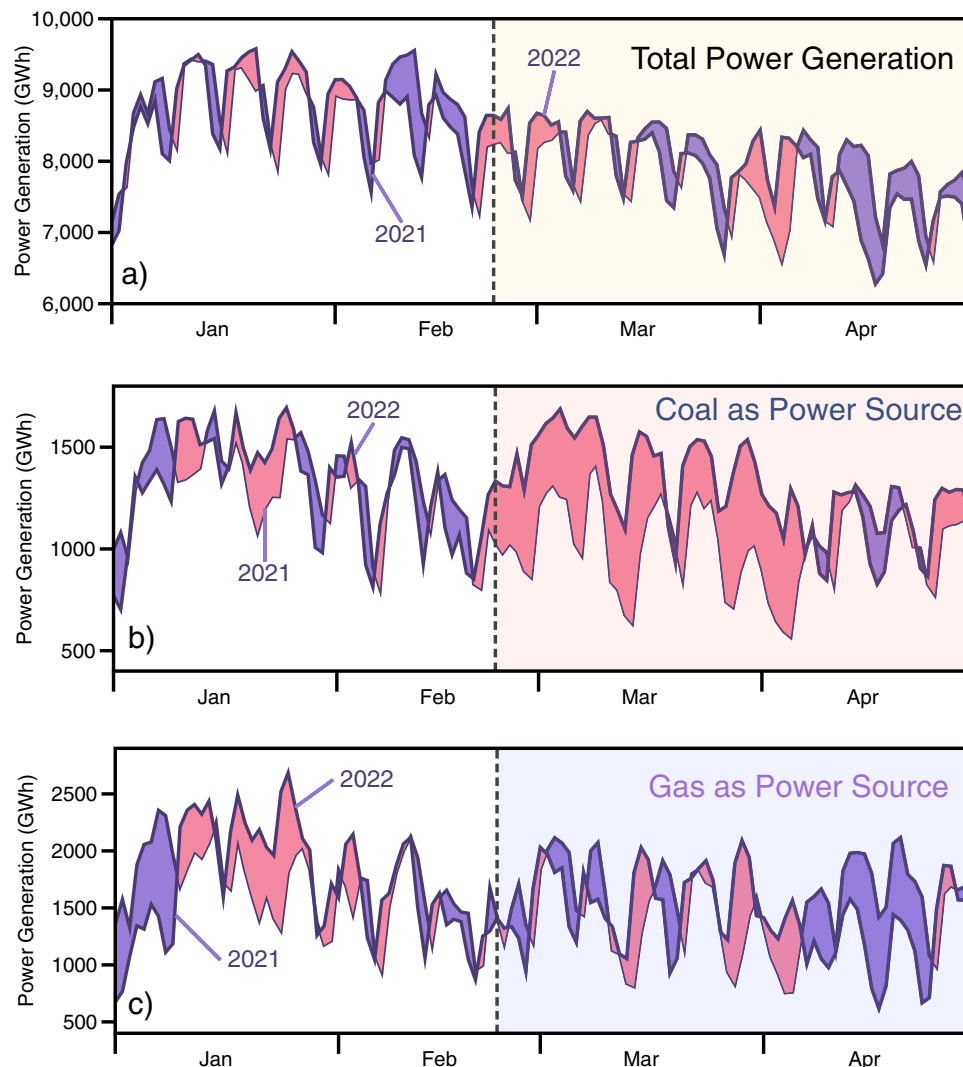 Power Generation (GWh)
10,000
9,000
8,000
7,000
6,000
Total Power Generation
2022
2021
a)
Jan
Feb
Mar
Apr
Power Generation (GWh)
1500
1000
500
Coal as Power Source
2022
2021
b)
Jan
Feb
Mar
Apr
Power Generation (GWh)
2500
2000
1500
1000
500
Gas as Power Source
2022
2021
c)
Jan
Feb
Mar
Apr